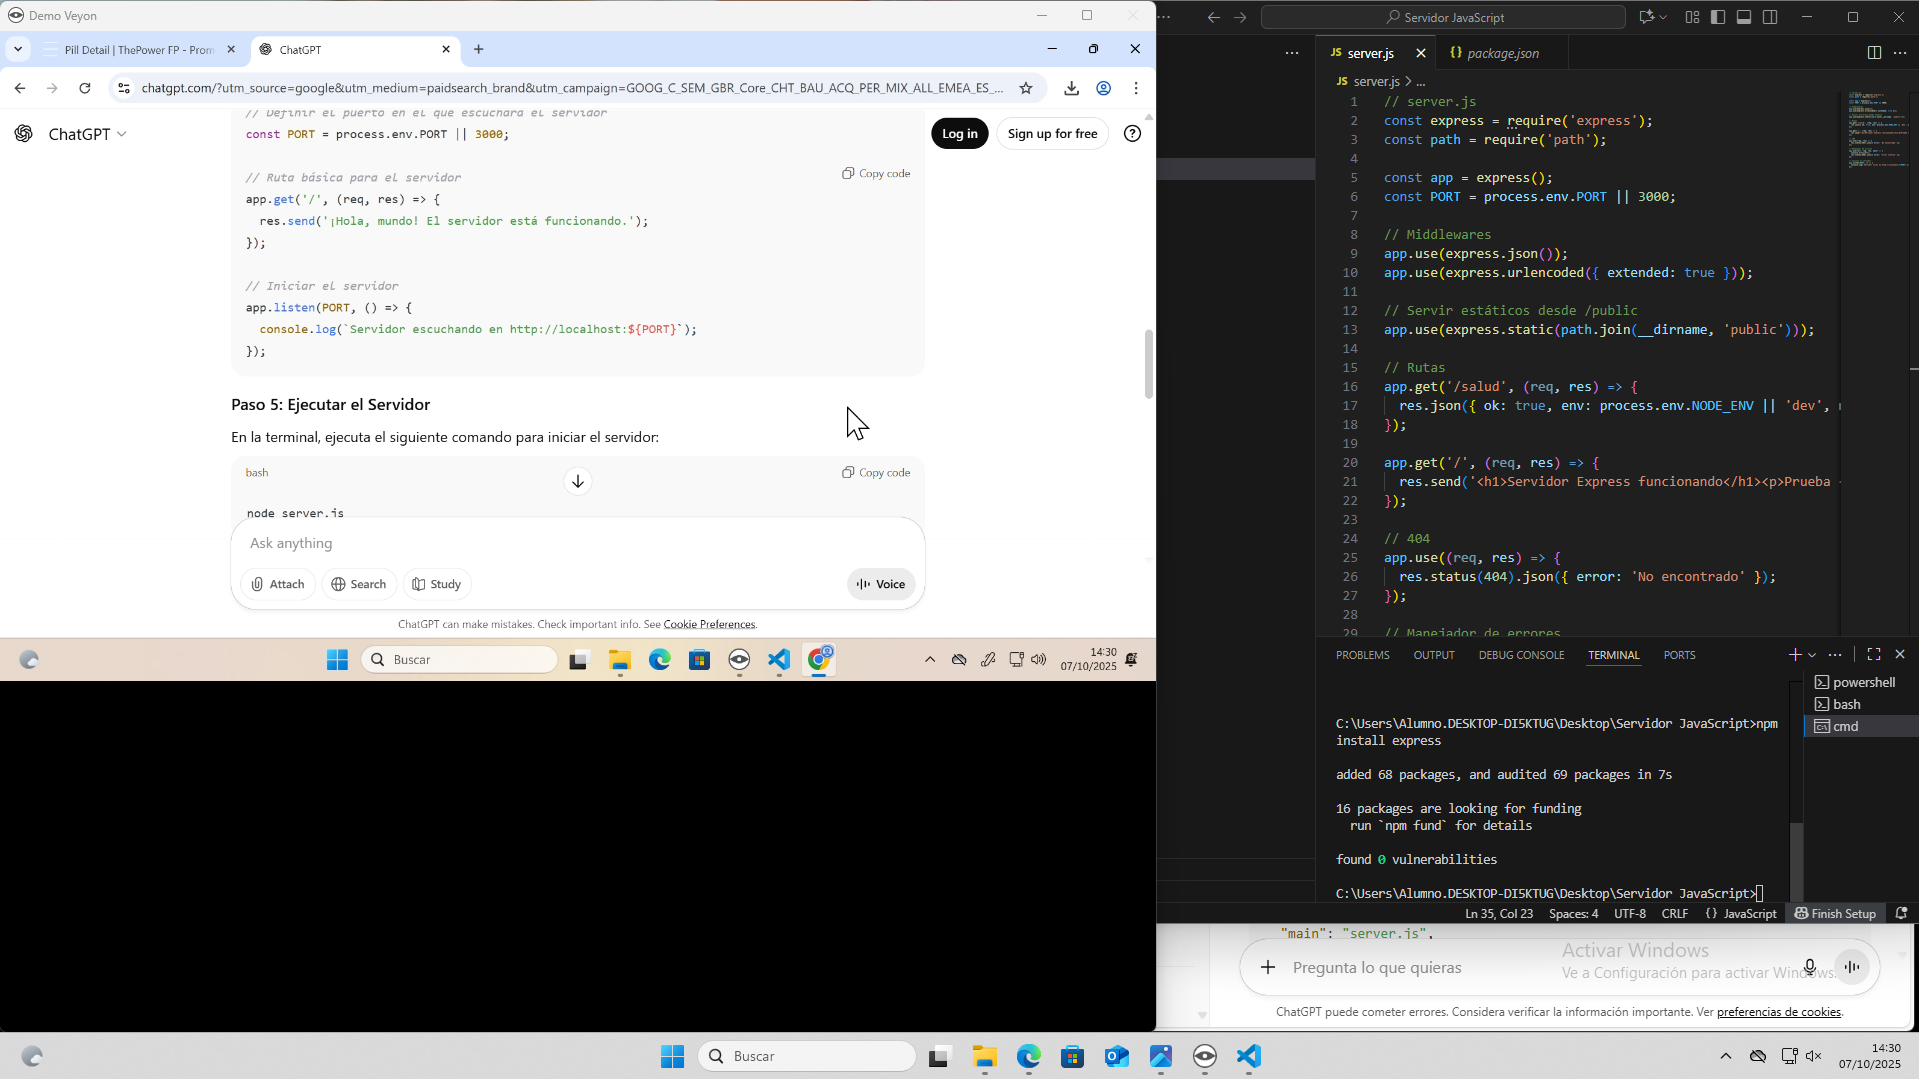 Demo Veyon
Pill Detail | ThePower FP - Prom
ChatGPT
chatgpt.com/?utm_source=google&utm_medium=paidsearch_brand&utm_campaign=GOOG_C_SEM_GBR_Core_CHT_BAU_ACQ_PER_MIX_ALL_EMEA_ES_...
ChatGPT
Log in
Sign up for free
// Definir el puerto en el que escuchará el servidor
const PORT = process.env.PORT || 3000;
Copy code
// Ruta básica para el servidor
app.get('/', (req, res) => {
res.send('¡Hola, mundo! El servidor está funcionando.');
});
// Iniciar el servidor
app.listen(PORT, () => {
console.log(`Servidor escuchando en http://localhost:${PORT}`);
});
Paso 5: Ejecutar el Servidor
En la terminal, ejecuta el siguiente comando para iniciar el servidor:
bash
Copy code
node server.js
Ask anything
Attach
Search
Study
Voice
ChatGPT can make mistakes. Check important info. See Cookie Preferences.
Buscar
14:30
07/10/2025
Servidor JavaScript
JS server.js
{} package.json
JS server.js > ...
1 // server.js
2 const express = require('express');
3 const path = require('path');
4
5 const app = express();
6 const PORT = process.env.PORT || 3000;
7
8 // Middlewares
9 app.use(express.json());
10 app.use(express.urlencoded({ extended: true }));
11
12 // Servir estáticos desde /public
13 app.use(express.static(path.join(__dirname, 'public')));
14
15 // Rutas
16 app.get('/salud', (req, res) => {
17 res.json({ ok: true, env: process.env.NODE_ENV || 'dev',
18 });
19
20 app.get('/', (req, res) => {
21 res.send('<h1>Servidor Express funcionando</h1><p>Prueba
22 });
23
24 // 404
25 app.use((req, res) => {
26 res.status(404).json({ error: 'No encontrado' });
27 });
28
29 // Manejador de errores
PROBLEMS
OUTPUT
DEBUG CONSOLE
TERMINAL
PORTS
powershell
bash
cmd
C:\Users\Alumno.DESKTOP-DI5KTUG\Desktop\Servidor JavaScript>npm
install express
added 68 packages, and audited 69 packages in 7s
16 packages are looking for funding
run `npm fund` for details
found 0 vulnerabilities
C:\Users\Alumno.DESKTOP-DI5KTUG\Desktop\Servidor JavaScript>
Ln 35, Col 23
Spaces: 4
UTF-8
CRLF
{} JavaScript
Finish Setup
"main": "server.js",
Pregunta lo que quieras
Activar Windows
Ve a Configuración para activar Windows.
ChatGPT puede cometer errores. Considera verificar la información importante. Ver preferencias de cookies.
Buscar
14:30
07/10/2025